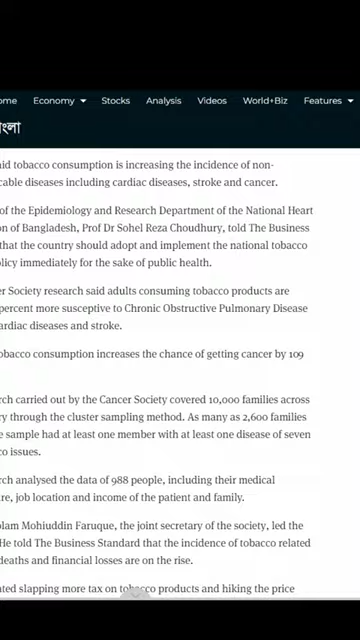 ome Economy Stocks Analysis Videos World+Biz Features
াংলা
aid tobacco consumption is increasing the incidence of non-
cable diseases including cardiac diseases, stroke and cancer.
of the Epidemiology and Research Department of the National Heart
on of Bangladesh, Prof Dr Sohel Reza Choudhury, told The Business
that the country should adopt and implement the national tobacco
olicy immediately for the sake of public health.
er Society research said adults consuming tobacco products are
percent more susceptive to Chronic Obstructive Pulmonary Disease
ardiac diseases and stroke.
obacco consumption increases the chance of getting cancer by 109
rch carried out by the Cancer Society covered 10,000 families across
ry through the cluster sampling method. As many as 2,600 families
e sample had at least one member with at least one disease of seven
co issues.
rch analysed the data of 988 people, including their medical
re, job location and income of the patient and family.
olam Mohiuddin Faruque, the joint secretary of the society, led the
He told The Business Standard that the incidence of tobacco related
deaths and financial losses are on the rise.
ated slapping more tax on tobacco products and hiking the price